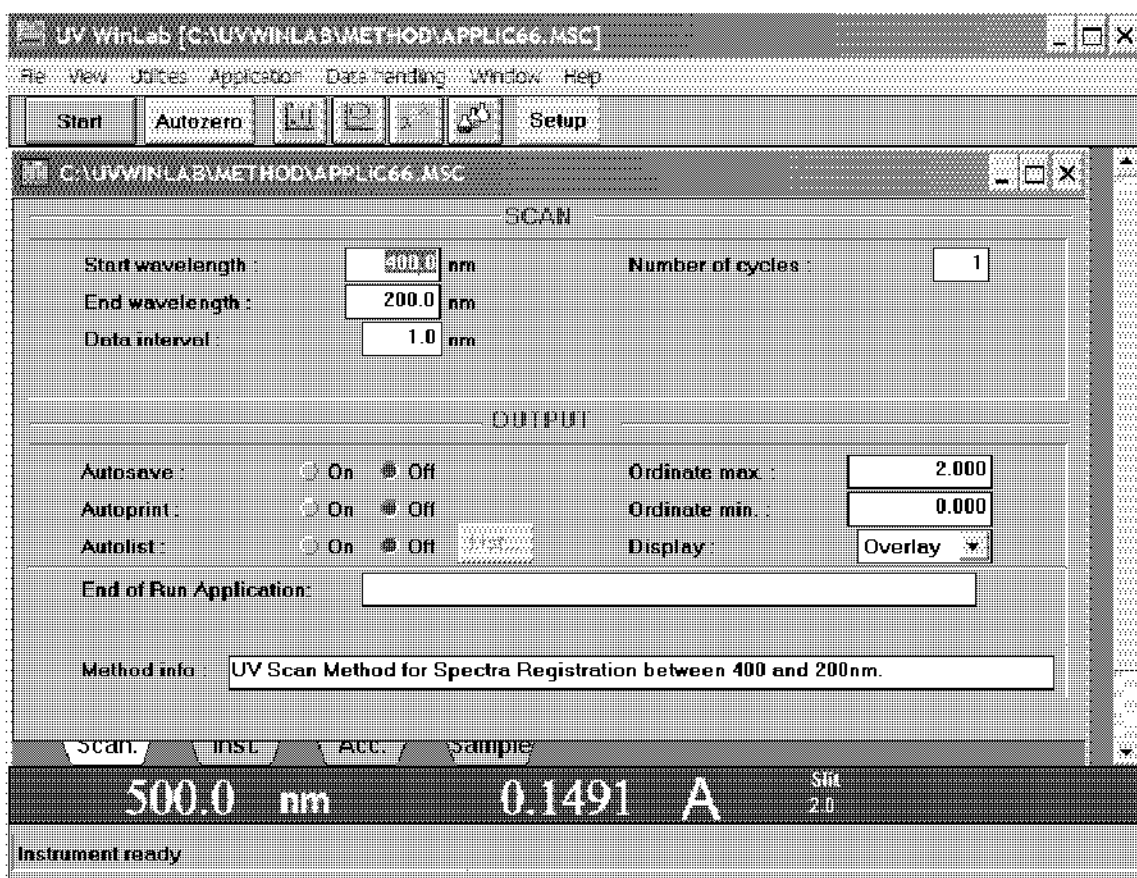 UV WinLab [C:\UVWINLAB\METHOD\APPLIC66.MSC]
File View Utilities Application Data handling Window Help
Start Autozero Setup
C:\UVWINLAB\METHOD\APPLIC66.MSC
SCAN
Start wavelength : 400.0 nm Number of cycles : 1
End wavelength : 200.0 nm
Data interval : 1.0 nm
OUTPUT
Autosave : On Off Ordinate max. : 2.000
Autoprint : On Off Ordinate min. : 0.000
Autolist : On Off List... Display : Overlay
End of Run Application:
Method info : UV Scan Method for Spectra Registration between 400 and 200nm.
Scan. Inst. Acc. Sample
500.0 nm 0.1491 A Slit
2.0
Instrument ready